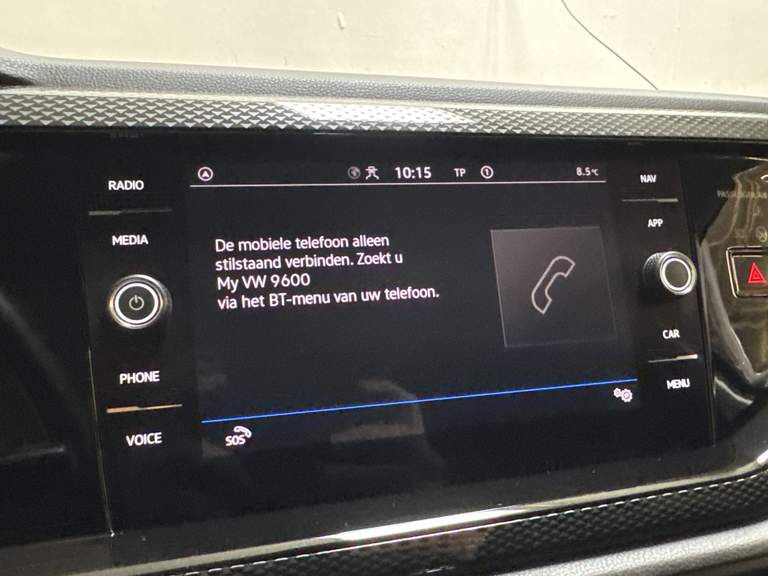 10:15 TP 1 8.5°C
RADIO
MEDIA
PHONE
VOICE
De mobiele telefoon alleen
stilstaand verbinden. Zoekt u
My VW 9600
via het BT-menu van uw telefoon.
SOS
NAV
APP
CAR
MENU